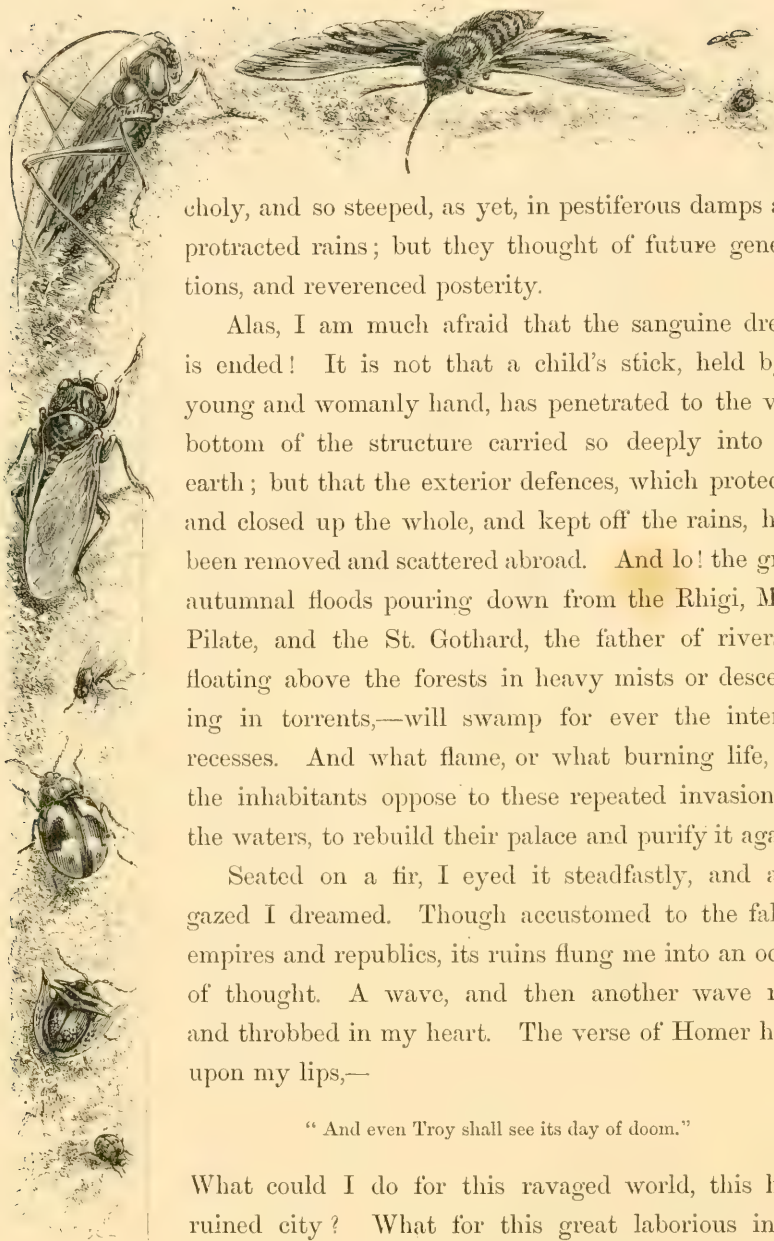 choly, and so steeped, as yet, in pestiferous damps a
protracted rains; but they thought of future gene
tions, and reverenced posterity.
Alas, I am much afraid that the sanguine dre
is ended! It is not that a child's stick, held b
young and womanly hand, has penetrated to the v
bottom of the structure carried so deeply into
earth; but that the exterior defences, which protec
and closed up the whole, and kept off the rains, h
been removed and scattered abroad. And lo! the gr
autumnal floods pouring down from the Rhigi, M
Pilate, and the St. Gothard, the father of river
floating above the forests in heavy mists or desce
ing in torrents,—will swamp for ever the inte
recesses. And what flame, or what burning life,
the inhabitants oppose to these repeated invasion
the waters, to rebuild their palace and purify it aga
Seated on a fir, I eyed it steadfastly, and a
gazed I dreamed. Though accustomed to the fal
empires and republics, its ruins flung me into an oc
of thought. A wave, and then another wave r
and throbbed in my heart. The verse of Homer h
upon my lips,—
“ And even Troy shall see its day of doom.”
What could I do for this ravaged world, this h
ruined city? What for this great laborious in